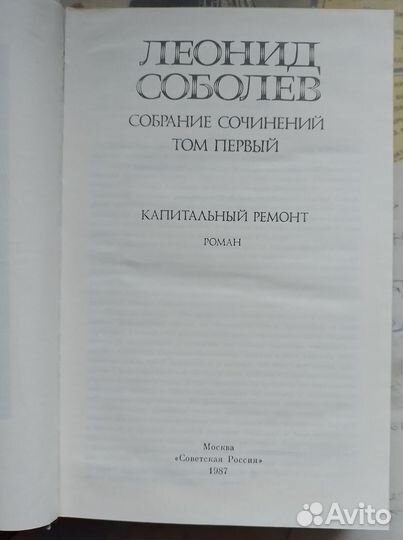 ЛЕОНИД
СОБОЛЕВ
СОБРАНИЕ СОЧИНЕНИЙ
ТОМ ПЕРВЫЙ
КАПИТАЛЬНЫЙ РЕМОНТ
РОМАН
Москва
«Советская Россия»
1987
Avito